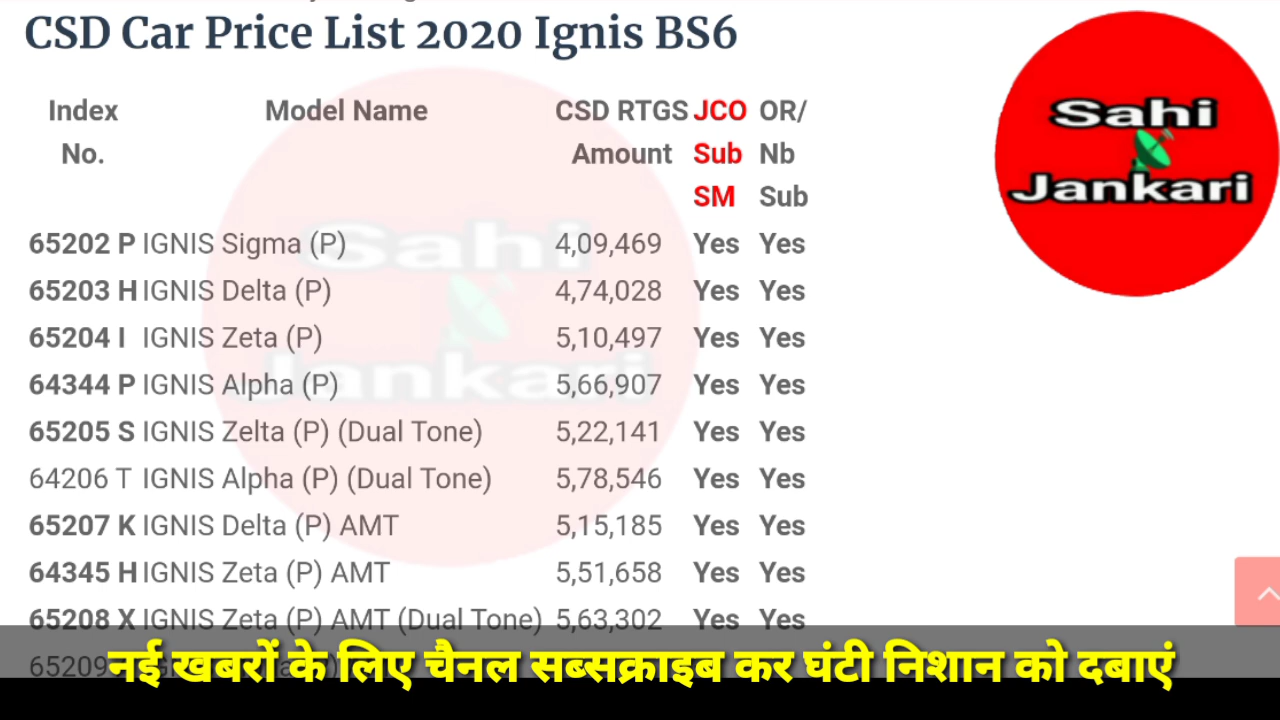 CSD Car Price List 2020 Ignis BS6
Sahi
Jankari
Index Model Name CSD RTGS JCO OR/
No. Amount Sub Nb
SM Sub
65202 P IGNIS Sigma (P) 4,09,469 Yes Yes
65203 H IGNIS Delta (P) 4,74,028 Yes Yes
65204 I IGNIS Zeta (P) 5,10,497 Yes Yes
64344 P IGNIS Alpha (P) 5,66,907 Yes Yes
65205 S IGNIS Zelta (P) (Dual Tone) 5,22,141 Yes Yes
64206 T IGNIS Alpha (P) (Dual Tone) 5,78,546 Yes Yes
65207 K IGNIS Delta (P) AMT 5,15,185 Yes Yes
64345 H IGNIS Zeta (P) AMT 5,51,658 Yes Yes
65208 X IGNIS Zeta (P) AMT (Dual Tone) 5,63,302 Yes Yes
65209
नई खबरों के लिए चैनल सब्सक्राइब कर घंटी निशान को दबाएं
Sahi
Jankari